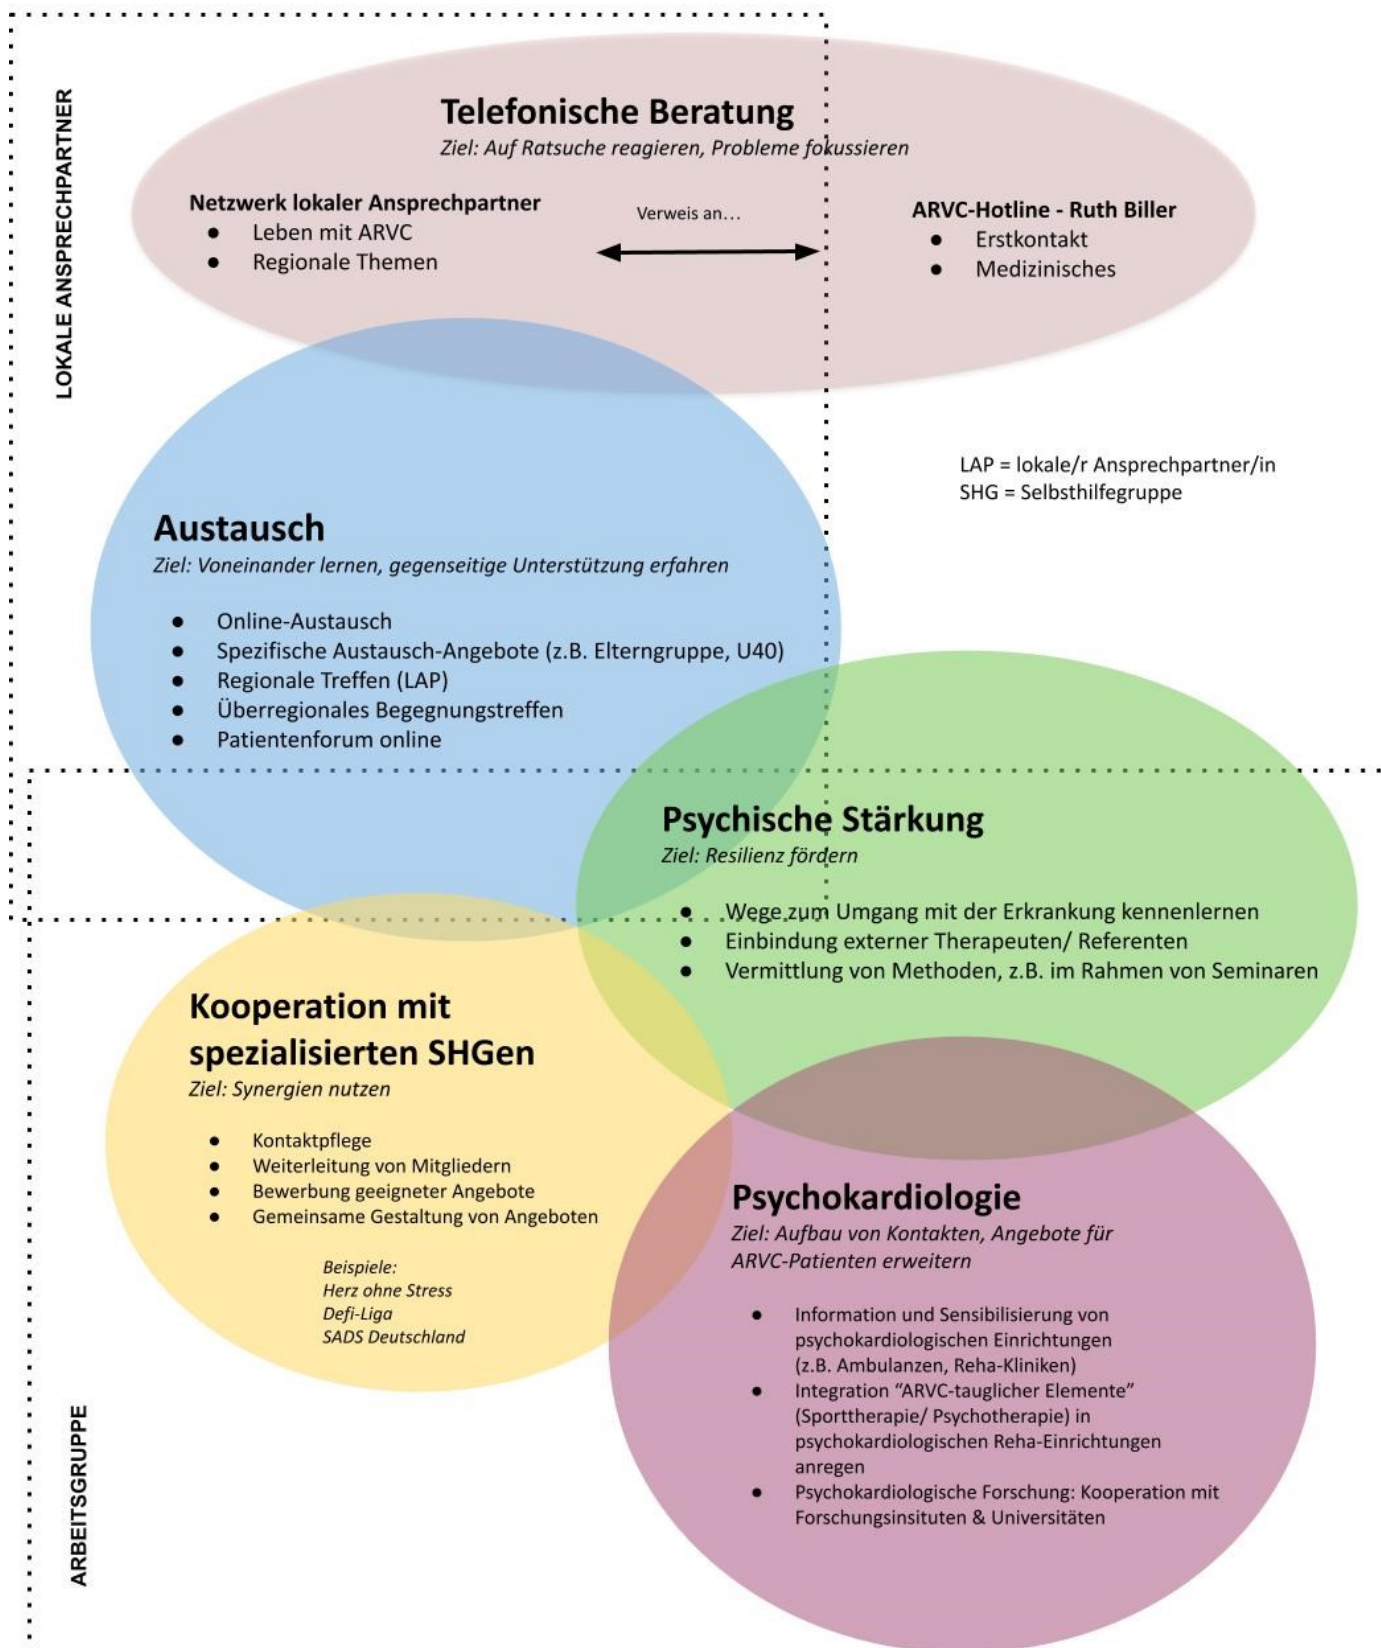 LOKALE ANSPRECHPARTNER
Telefonische Beratung
Ziel: Auf Ratsuche reagieren, Probleme fokussieren
Netzwerk lokaler Ansprechpartner
● Leben mit ARVC
● Regionale Themen
Verweis an...
ARVC-Hotline - Ruth Biller
● Erstkontakt
● Medizinisches
LAP = lokale/r Ansprechpartner/in
SHG = Selbsthilfegruppe
Austausch
Ziel: Voneinander lernen, gegenseitige Unterstützung erfahren
● Online-Austausch
● Spezifische Austausch-Angebote (z.B. Elterngruppe, U40)
● Regionale Treffen (LAP)
● Überregionales Begegnungstreffen
● Patientenforum online
Psychische Stärkung
Ziel: Resilienz fördern
● Wege zum Umgang mit der Erkrankung kennenlernen
● Einbindung externer Therapeuten/ Referenten
● Vermittlung von Methoden, z.B. im Rahmen von Seminaren
Kooperation mit
spezialisierten SHGen
Ziel: Synergien nutzen
● Kontaktpflege
● Weiterleitung von Mitgliedern
● Bewerbung geeigneter Angebote
● Gemeinsame Gestaltung von Angeboten
Beispiele:
Herz ohne Stress
Defi-Liga
SADS Deutschland
Psychokardiologie
Ziel: Aufbau von Kontakten, Angebote für
ARVC-Patienten erweitern
● Information und Sensibilisierung von
psychokardiologischen Einrichtungen
(z.B. Ambulanzen, Reha-Kliniken)
● Integration “ARVC-tauglicher Elemente”
(Sporttherapie/ Psychotherapie) in
psychokardiologischen Reha-Einrichtungen
anregen
● Psychokardiologische Forschung: Kooperation mit
Forschungsinsituten & Universitäten
ARBEITSGRUPPE